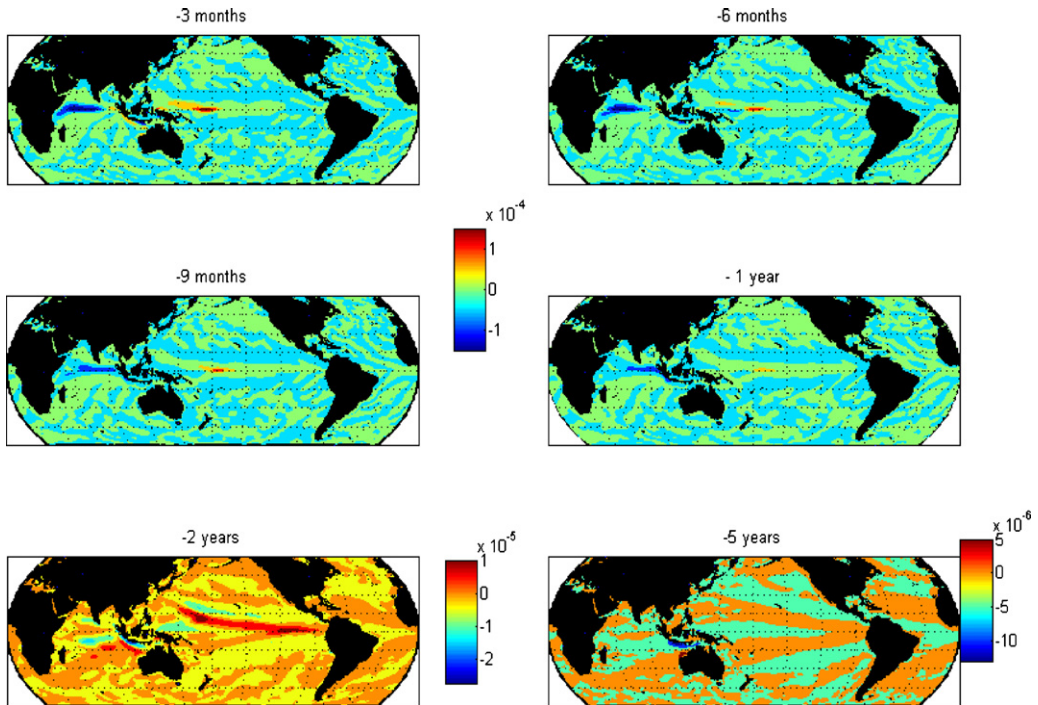 -3 months
-6 months
x 10^-4
1
0
-1
-9 months
- 1 year
-2 years
x 10^-5
1
0
-1
-2
-5 years
x 10^-6
5
0
-5
-10